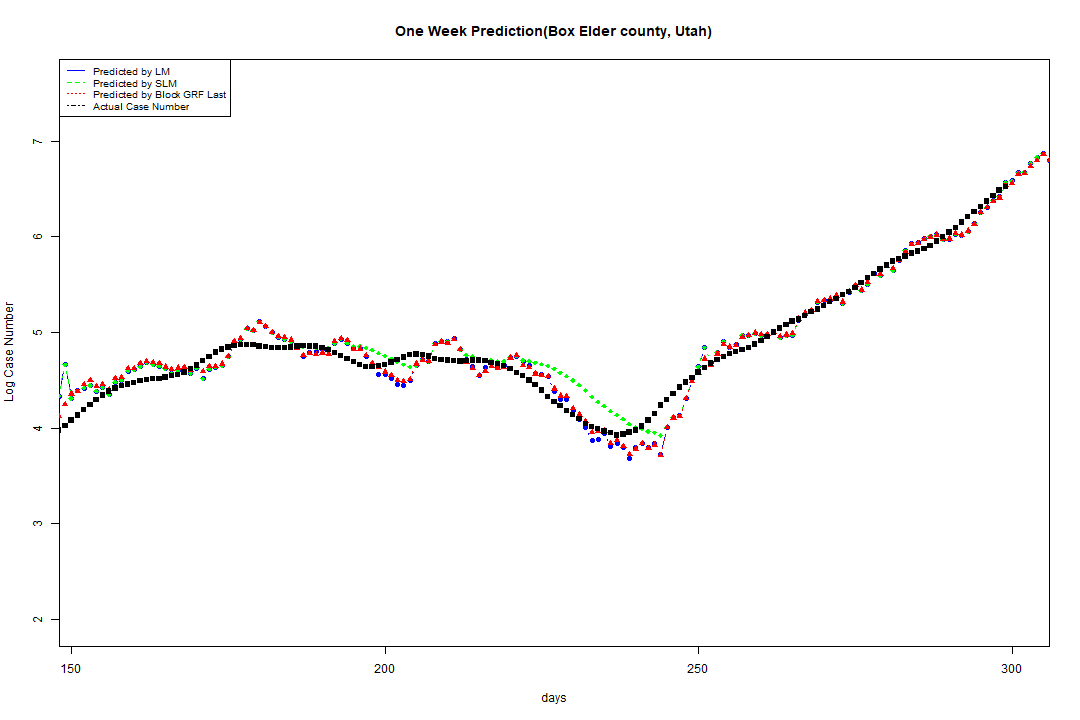 One Week Prediction(Box Elder county, Utah)
Predicted by LM
Predicted by SLM
Predicted by Block GRF Last
Actual Case Number
7
6
5
4
3
2
Log Case Number
150 200 250 300
days